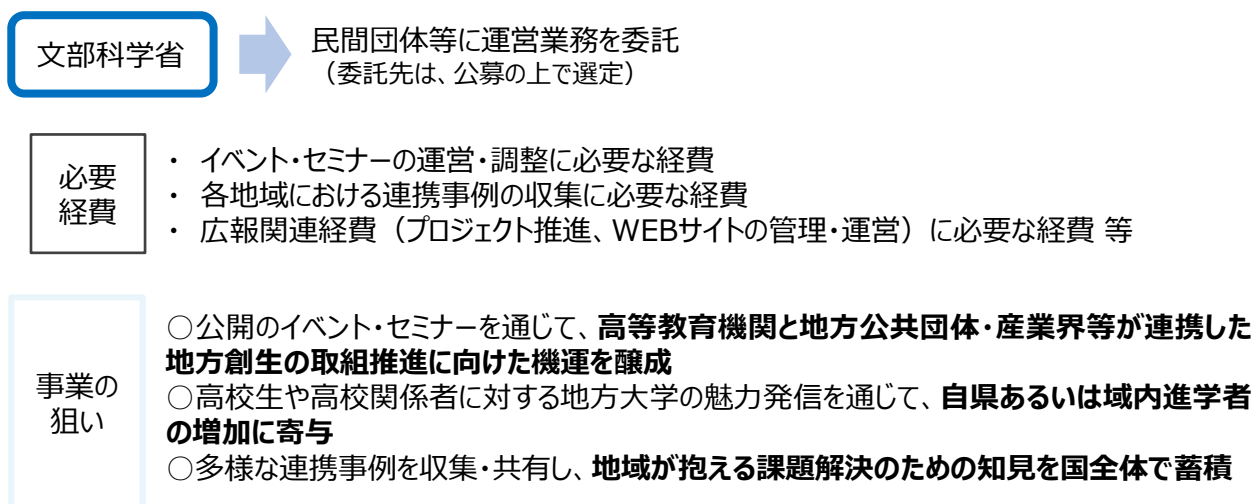 文部科学省
民間団体等に運営業務を委託
（委託先は、公募の上で選定）
必要
経費
・ イベント・セミナーの運営・調整に必要な経費
・ 各地域における連携事例の収集に必要な経費
・ 広報関連経費（プロジェクト推進、WEBサイトの管理・運営）に必要な経費 等
事業の
狙い
○公開のイベント・セミナーを通じて、高等教育機関と地方公共団体・産業界等が連携した
地方創生の取組推進に向けた機運を醸成
○高校生や高校関係者に対する地方大学の魅力発信を通じて、自県あるいは域内進学者
の増加に寄与
○多様な連携事例を収集・共有し、地域が抱える課題解決のための知見を国全体で蓄積